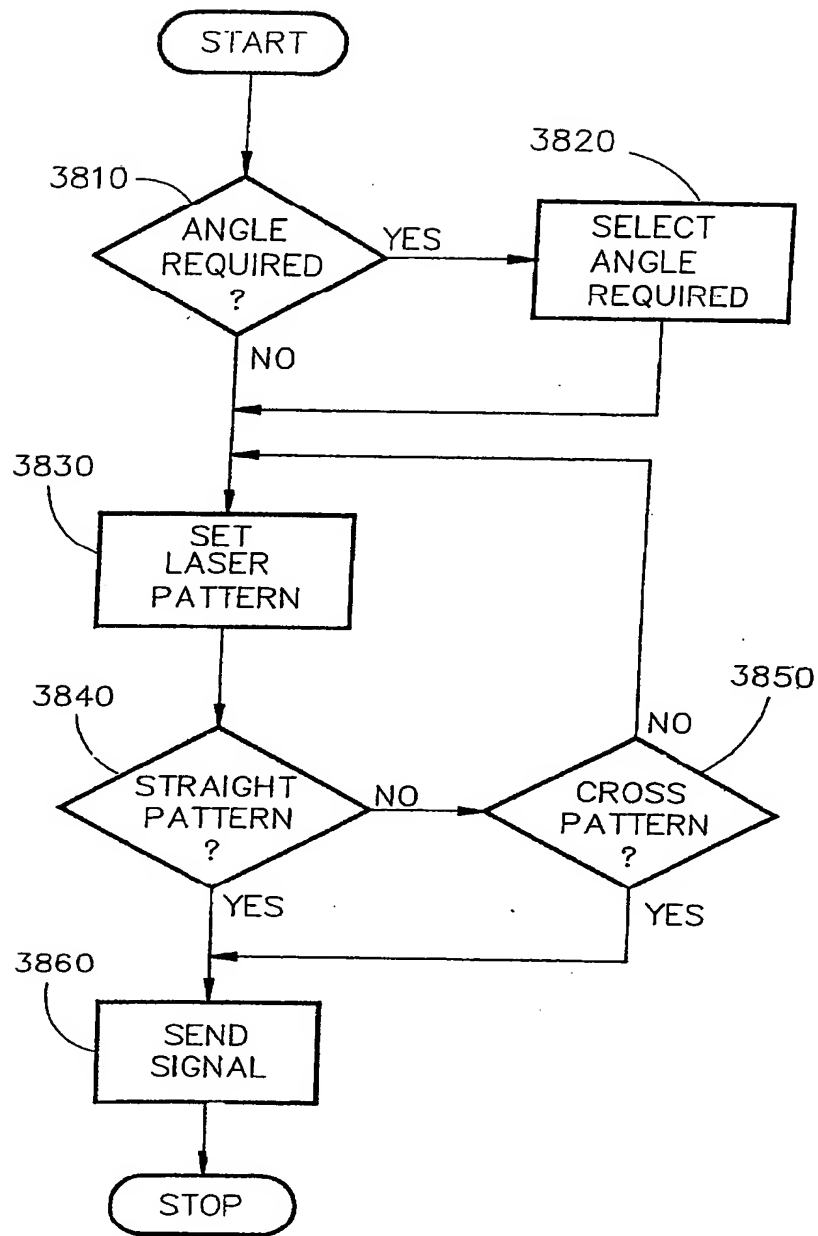 START
3810
3820
ANGLE
REQUIRED
?
YES
SELECT
ANGLE
REQUIRED
NO
3830
SET
LASER
PATTERN
3840
3850
NO
STRAIGHT
PATTERN
?
NO
CROSS
PATTERN
?
YES
YES
3860
SEND
SIGNAL
STOP